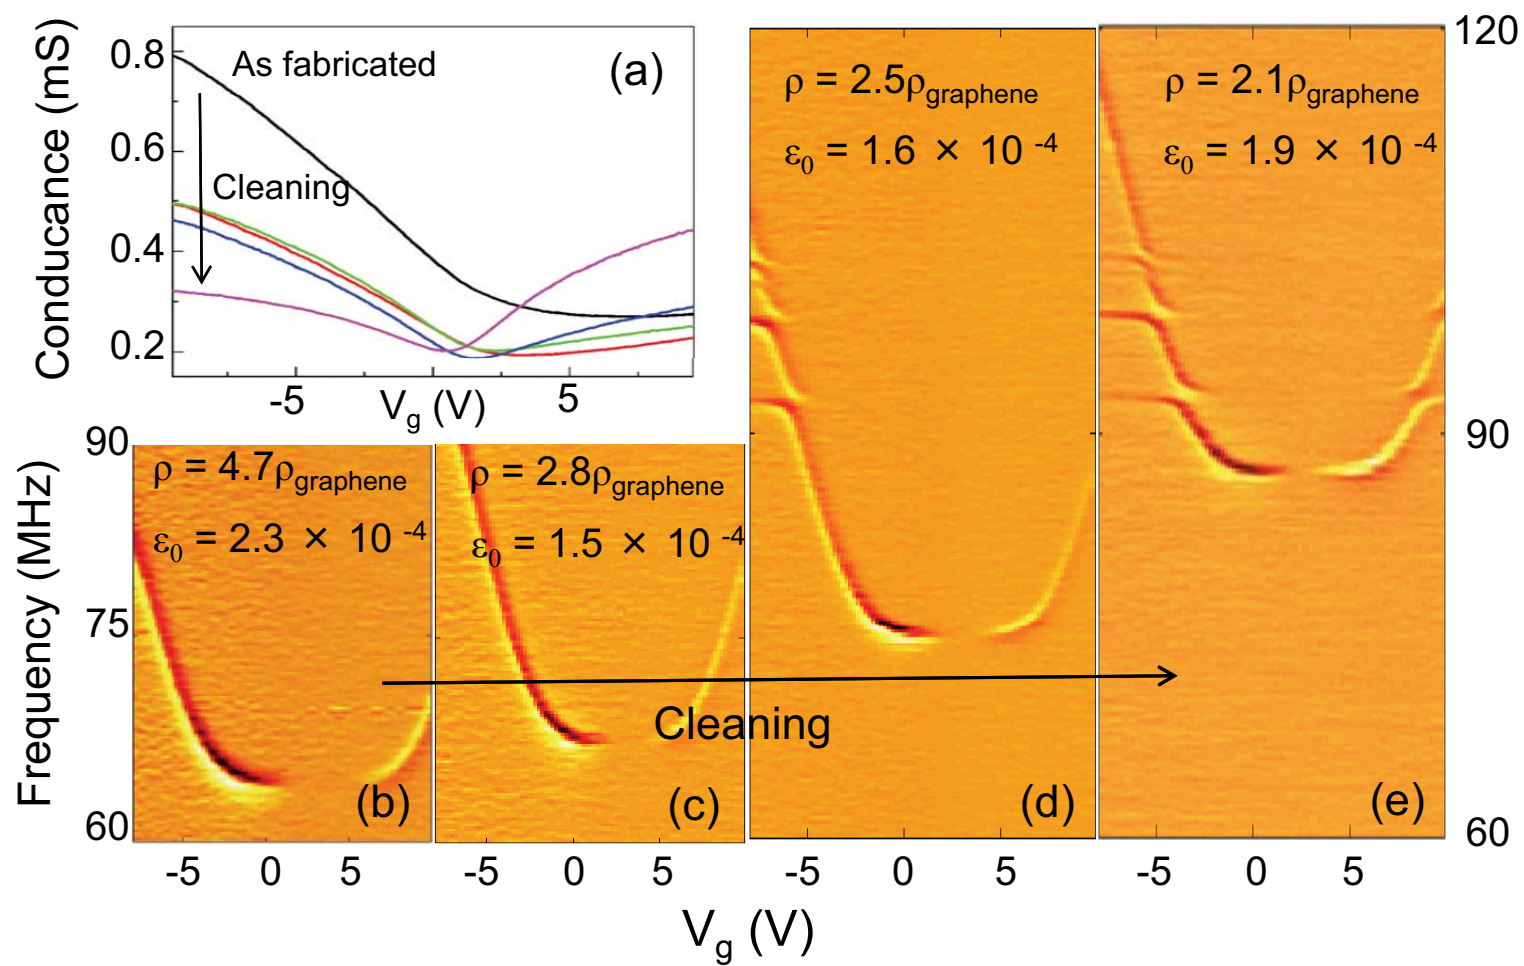 Conducance (mS)
0.8
0.6
0.4
0.2
As fabricated
(a)
Cleaning
-5
5
Vg (V)
ρ = 2.5ρgraphene
ε0 = 1.6 × 10 -4
(d)
ρ = 2.1ρgraphene
ε0 = 1.9 × 10 -4
(e)
120
90
60
Frequency (MHz)
90
75
60
ρ = 4.7ρgraphene
ε0 = 2.3 × 10 -4
(b)
ρ = 2.8ρgraphene
ε0 = 1.5 × 10 -4
(c)
Cleaning
-5 0 5
-5 0 5
-5 0 5
-5 0 5
Vg (V)